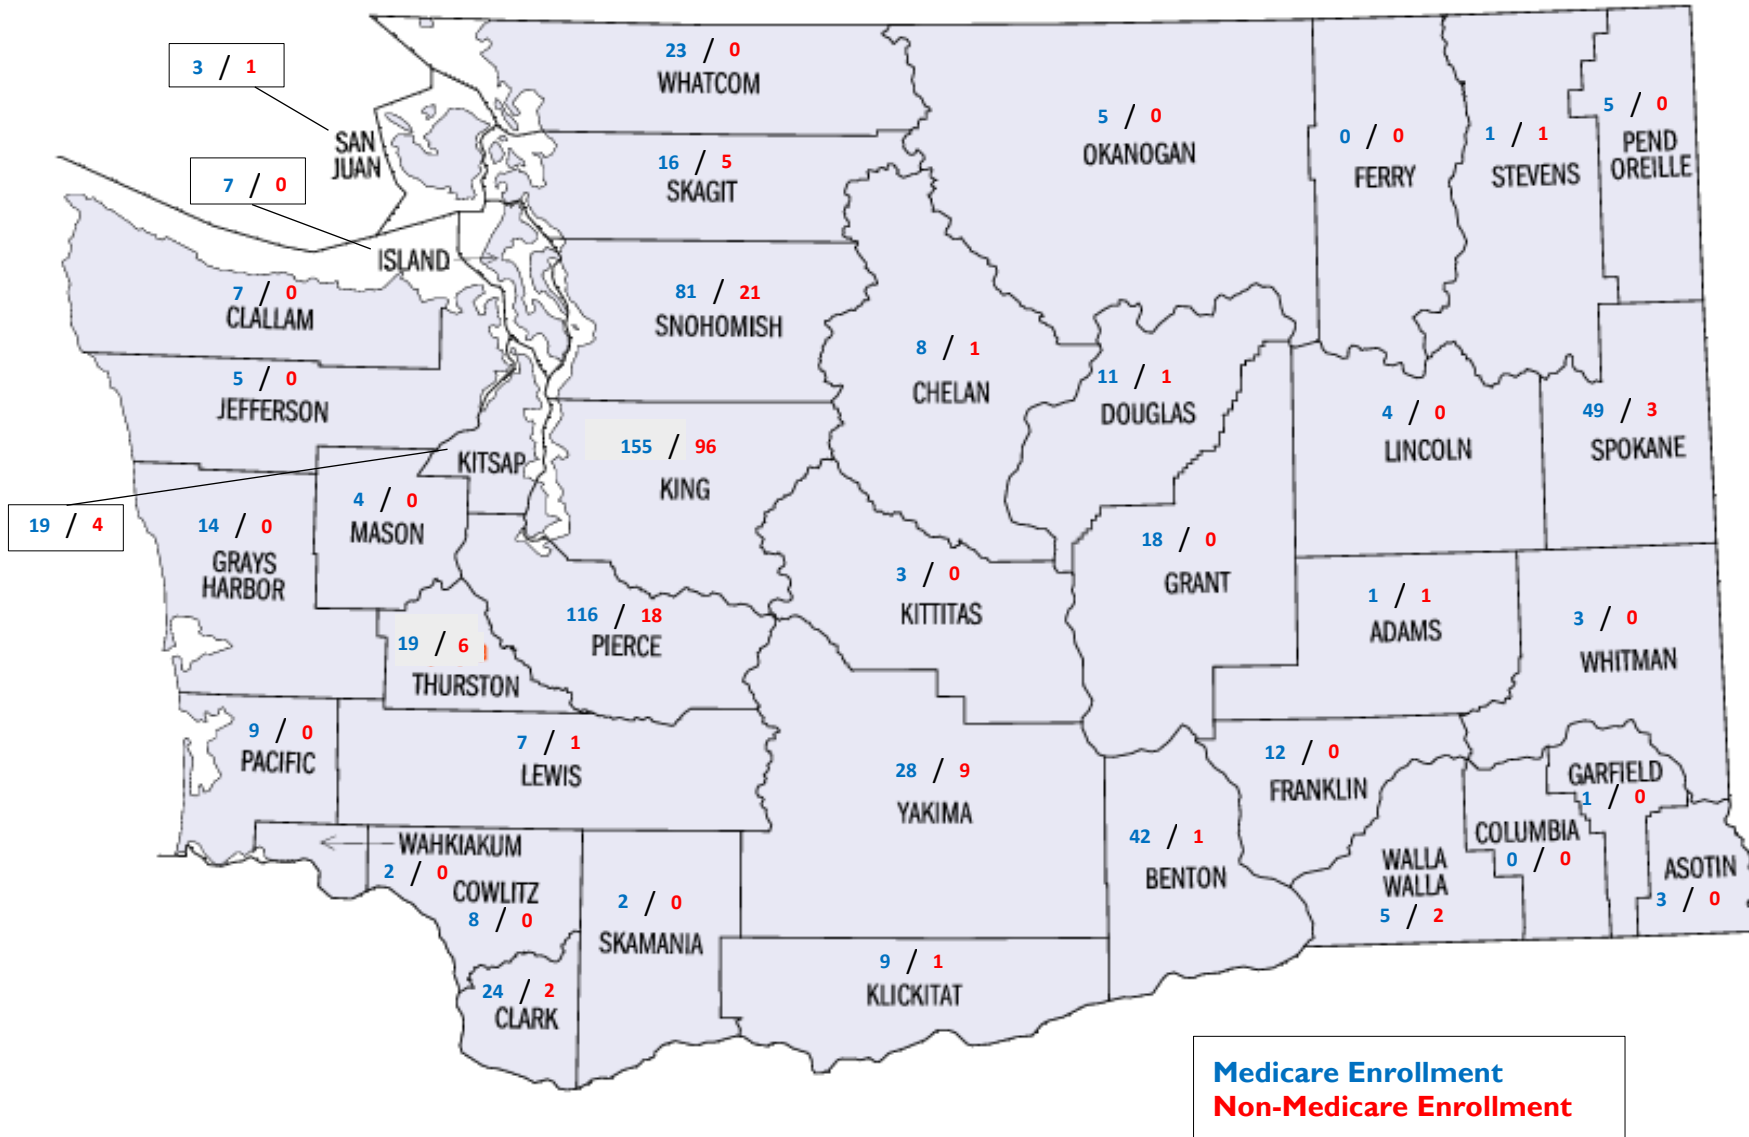 23 / 0
WHATCOM
3 / 1
SAN
JUAN
7 / 0
ISLAND
16 / 5
SKAGIT
5 / 0
OKANOGAN
0 / 0
FERRY
1 / 1
STEVENS
5 / 0
PEND
OREILLE
7 / 0
CLALLAM
81 / 21
SNOHOMISH
8 / 1
CHELAN
11 / 1
DOUGLAS
5 / 0
JEFFERSON
155 / 96
KING
KITSAP
19 / 4
4 / 0
LINCOLN
49 / 3
SPOKANE
14 / 0
GRAYS
HARBOR
4 / 0
MASON
18 / 0
GRANT
3 / 0
KITTITAS
116 / 18
PIERCE
19 / 6
THURSTON
1 / 1
ADAMS
3 / 0
WHITMAN
9 / 0
PACIFIC
7 / 1
LEWIS
28 / 9
YAKIMA
12 / 0
FRANKLIN
GARFIELD
1 / 0
42 / 1
BENTON
COLUMBIA
0 / 0
WALLA
WALLA
5 / 2
ASOTIN
3 / 0
WAHKIAKUM
2 / 0
COWLITZ
8 / 0
2 / 0
SKAMANIA
9 / 1
KLICKITAT
24 / 2
CLARK
Medicare Enrollment
Non-Medicare Enrollment